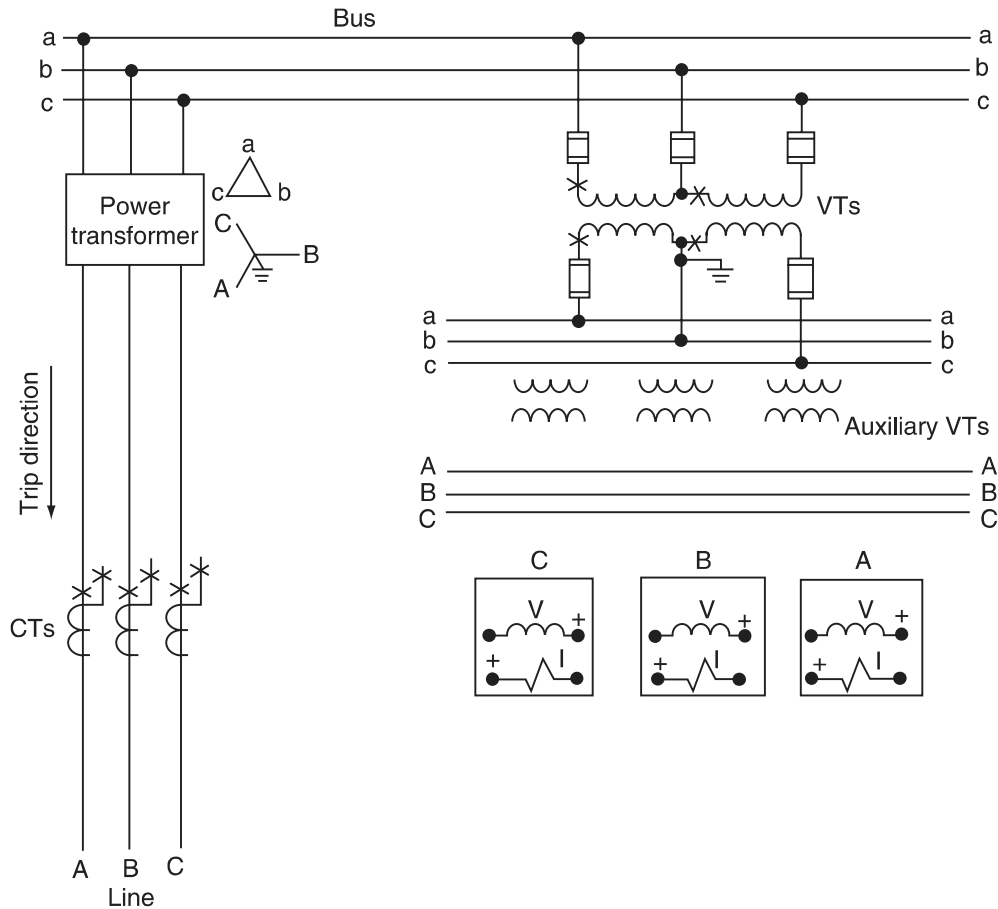 Bus
a a
b b
c c
Power
transformer
a
c b
C
B
A
VTs
a a
b b
c c
Auxiliary VTs
Trip direction
A A
B B
C C
CTs
C
V
+
+
I
B
V
+
+
I
A
V
+
+
I
A B C
Line